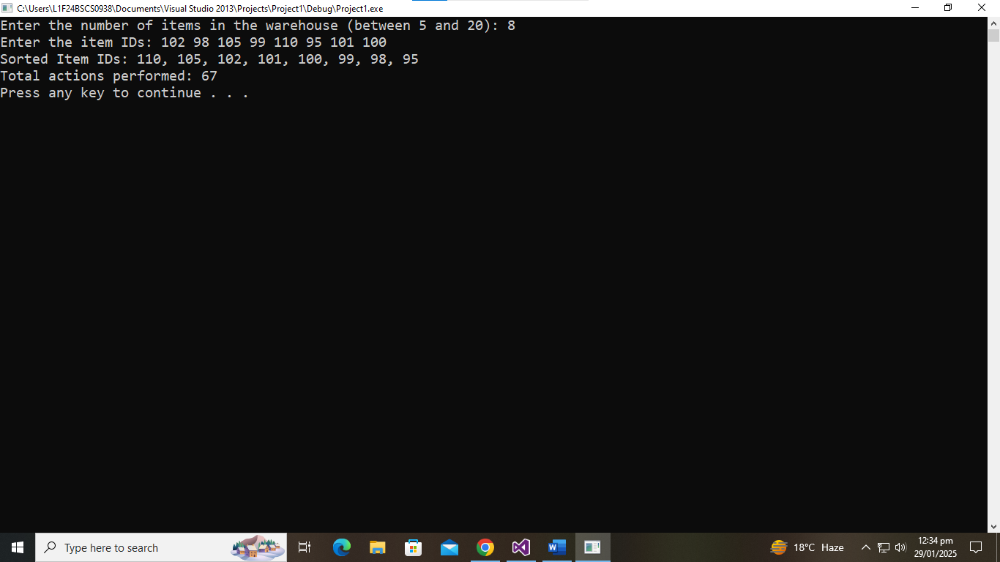 C:\Users\L1F24BSCS0938\Documents\Visual Studio 2013\Projects\Project1\Debug\Project1.exe
Enter the number of items in the warehouse (between 5 and 20): 8
Enter the item IDs: 102 98 105 99 110 95 101 100
Sorted Item IDs: 110, 105, 102, 101, 100, 99, 98, 95
Total actions performed: 67
Press any key to continue . . .
Type here to search
18°C Haze
12:34 pm
29/01/2025